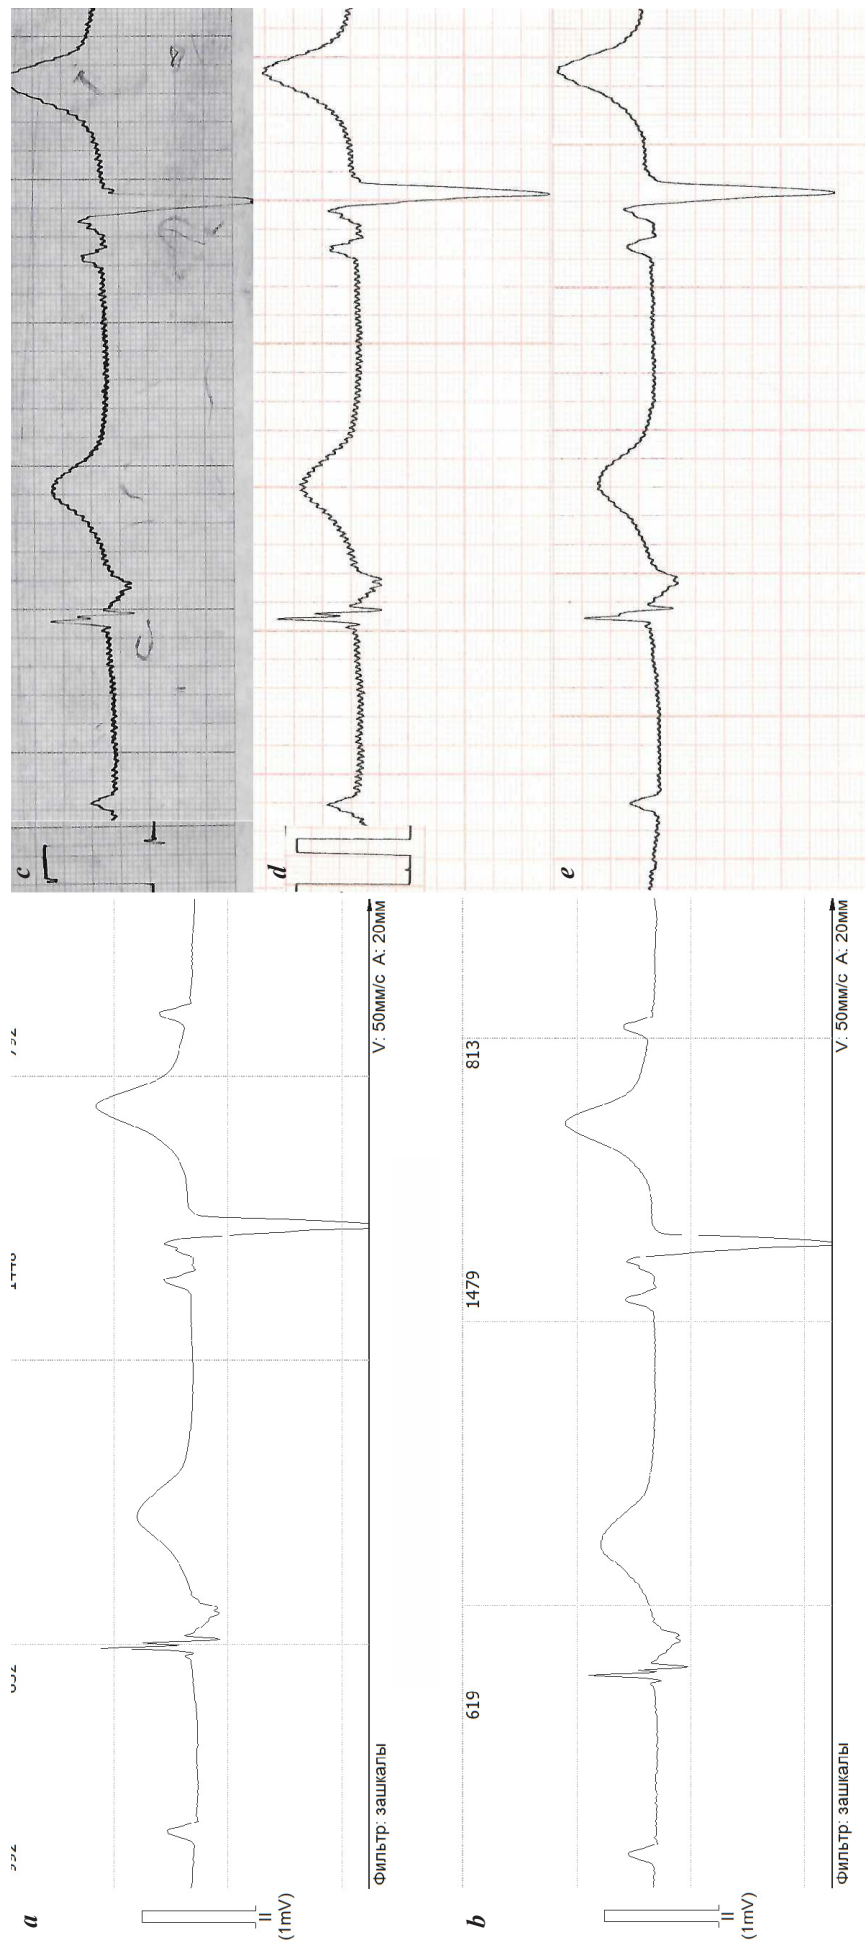 a
II
(1mV)
Фильтр: зашкалы
V: 50мм/с A: 20мм
b
II
(1mV)
619
1479
813
Фильтр: зашкалы
V: 50мм/с A: 20мм
c
d
e